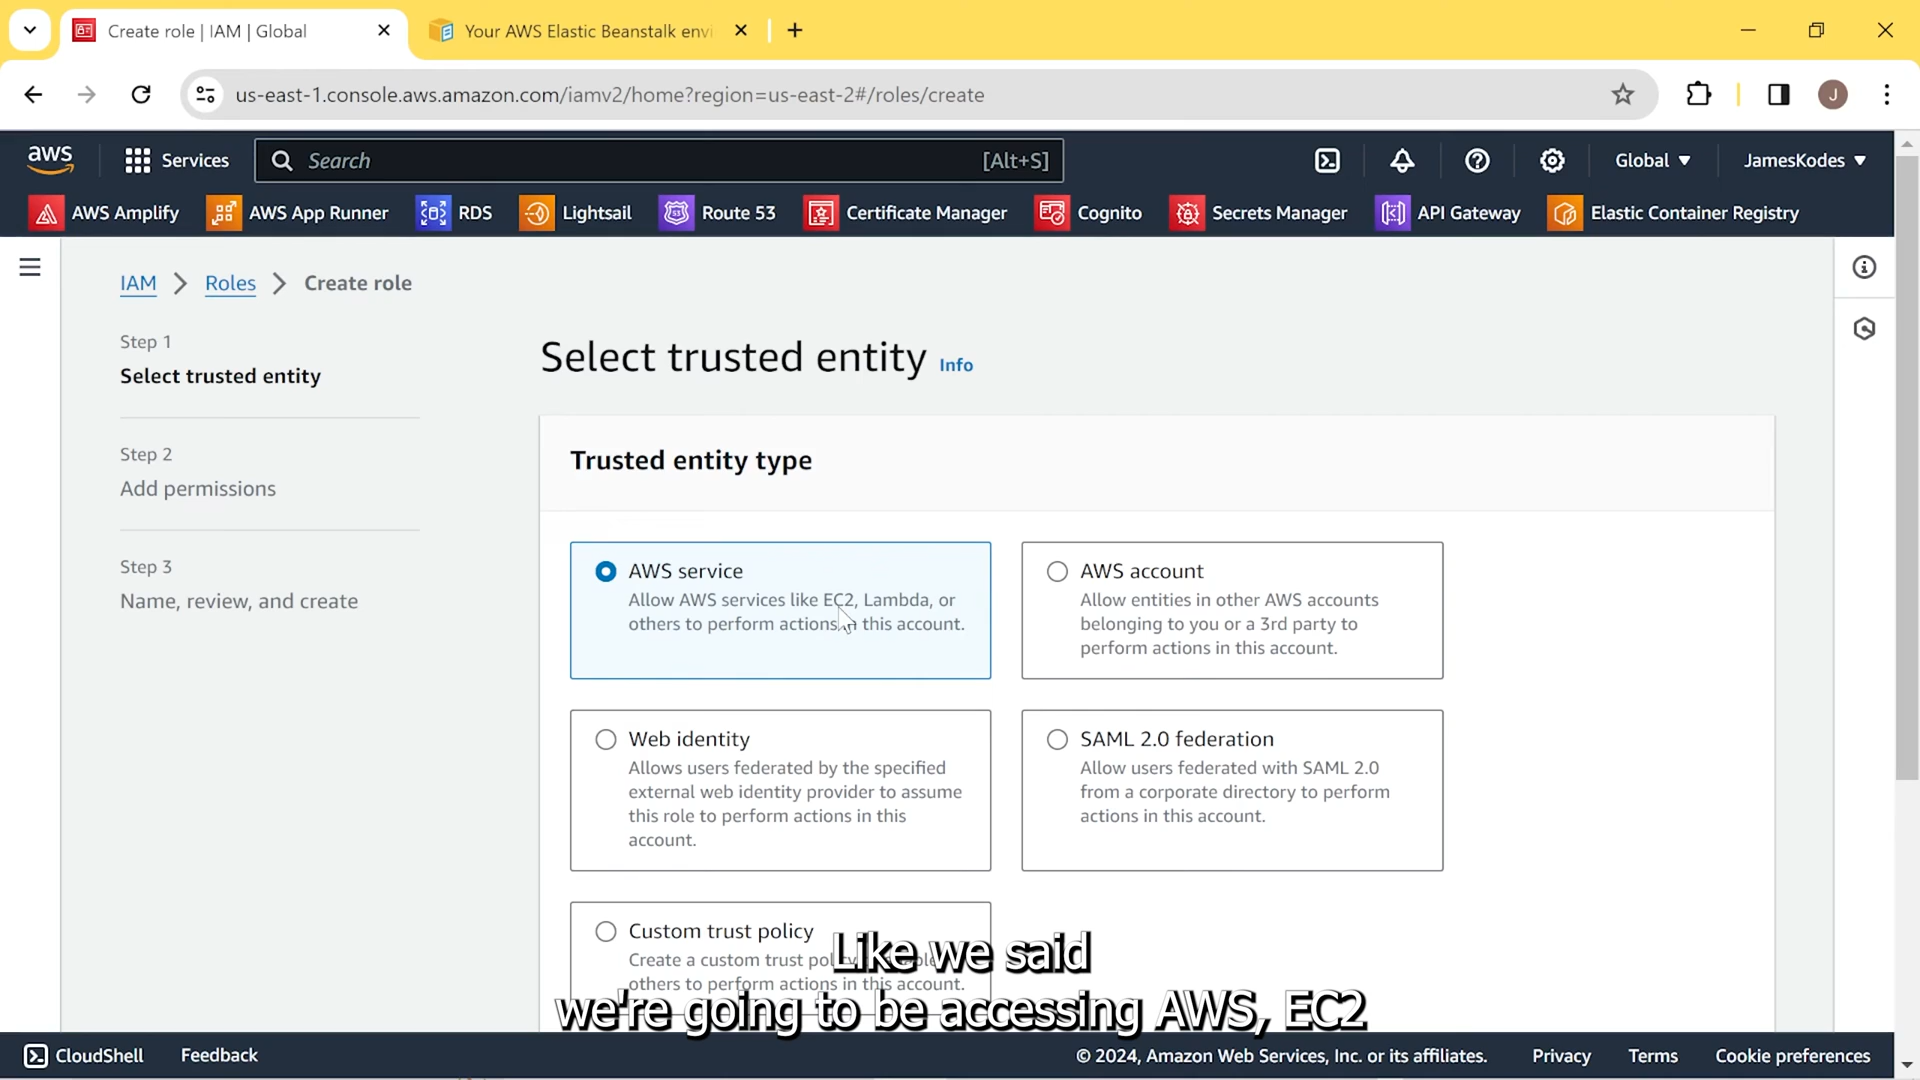 Create role | IAM | Global
Your AWS Elastic Beanstalk envi
us-east-1.console.aws.amazon.com/iamv2/home?region=us-east-2#/roles/create
J
aws
Services
Search
[Alt+S]
Global
JamesKodes
AWS Amplify
AWS App Runner
RDS
Lightsail
Route 53
Certificate Manager
Cognito
Secrets Manager
API Gateway
Elastic Container Registry
IAM
Roles
Create role
Step 1
Select trusted entity
Step 2
Add permissions
Step 3
Name, review, and create
Select trusted entity Info
Trusted entity type
AWS service
Allow AWS services like EC2, Lambda, or
others to perform actions in this account.
AWS account
Allow entities in other AWS accounts
belonging to you or a 3rd party to
perform actions in this account.
Web identity
Allows users federated by the specified
external web identity provider to assume
this role to perform actions in this
account.
SAML 2.0 federation
Allow users federated with SAML 2.0
from a corporate directory to perform
actions in this account.
Custom trust policy
Create a custom trust
others to perform actions in this account.
Like we said
we're going to be accessing AWS, EC2
CloudShell
Feedback
© 2024, Amazon Web Services, Inc. or its affiliates.
Privacy
Terms
Cookie preferences